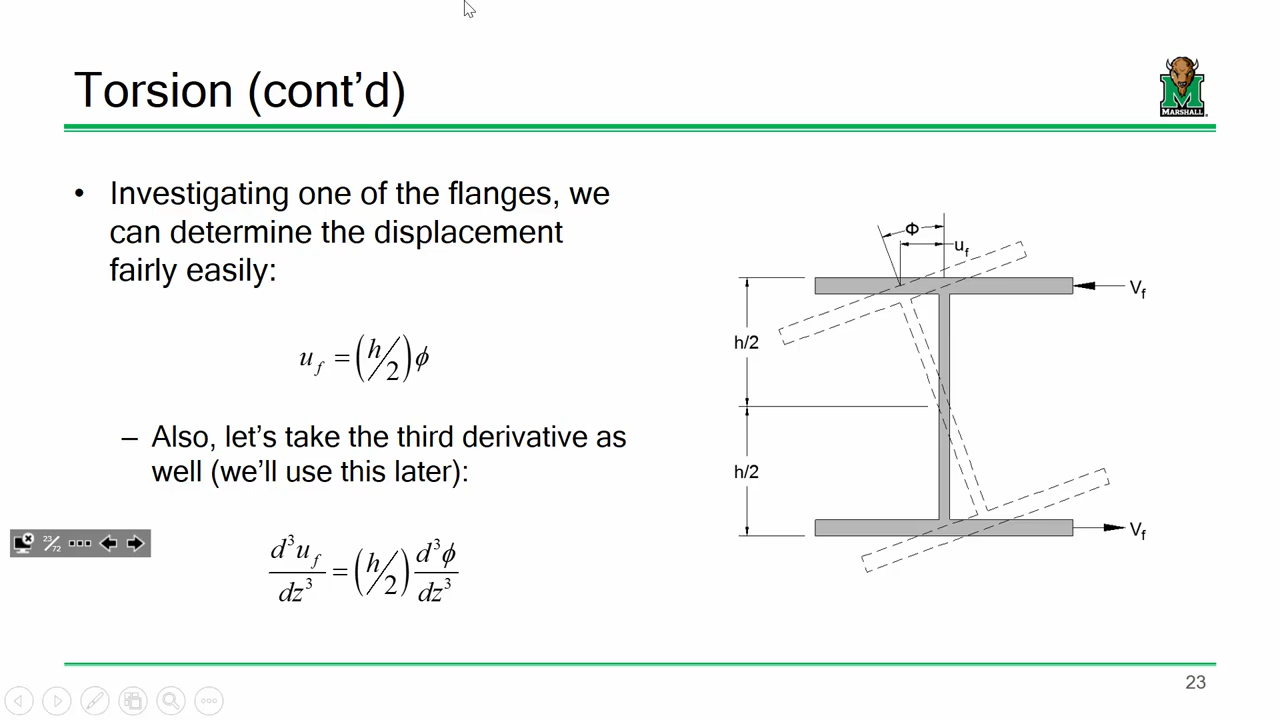 Torsion (cont'd)
MARSHALL
• Investigating one of the flanges, we
can determine the displacement
fairly easily:
u_f = (h/2)ϕ
– Also, let's take the third derivative as
well (we'll use this later):
d³u_f/dz³ = (h/2) d³ϕ/dz³
Φ
u_f
V_f
h/2
h/2
V_f
23/72
23